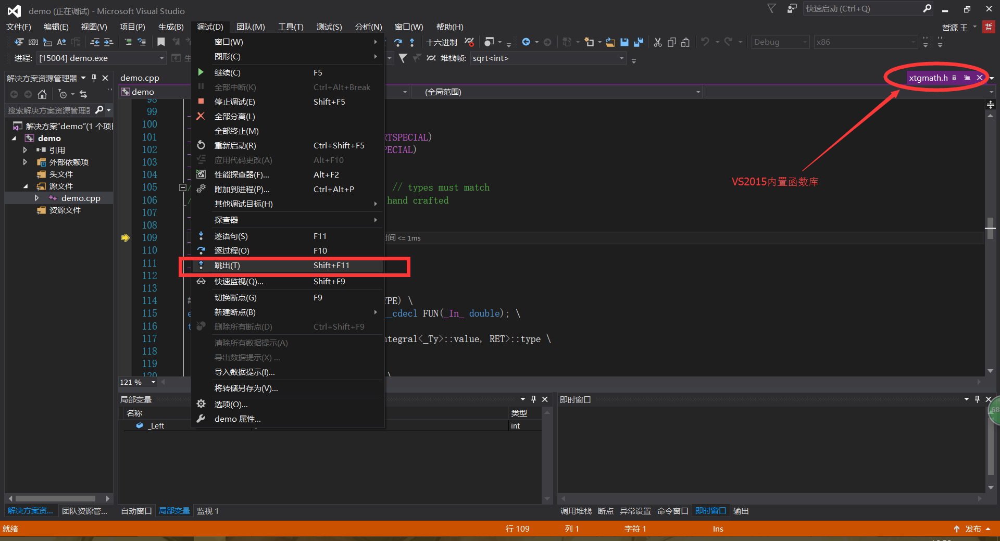 demo (正在调试) - Microsoft Visual Studio
快速启动 (Ctrl+Q)
文件(F) 编辑(E) 视图(V) 项目(P) 生成(B) 调试(D) 团队(M) 工具(T) 测试(S) 分析(N) 窗口(W) 帮助(H)
哲源 王
哲
十六进制
Debug
x86
进程: [15004] demo.exe
堆栈帧: sqrt<int>
解决方案资源管理器
搜索解决方案资源管理器
解决方案"demo"(1 个项目
demo
引用
外部依赖项
头文件
源文件
demo.cpp
资源文件
demo.cpp
xtgmath.h
demo
(全局范围)
窗口(W)
图形(C)
继续(C) F5
全部中断(K) Ctrl+Alt+Break
停止调试(E) Shift+F5
全部分离(L)
全部终止(M)
重新启动(R) Ctrl+Shift+F5
应用代码更改(A) Alt+F10
性能探查器(F)... Alt+F2
附加到进程(P)... Ctrl+Alt+P
其他调试目标(H)
探查器
逐语句(S) F11
逐过程(O) F10
跳出(T) Shift+F11
快速监视(Q)... Shift+F9
切换断点(G) F9
新建断点(B)
删除所有断点(D) Ctrl+Shift+F9
清除所有数据提示(A)
导出数据提示(X) ...
导入数据提示(I)...
将转储另存为(V)...
选项(O)...
demo 属性...
98
99
100
101 RTSPECIAL)
102 PECIAL)
103
104
105 // types must match
106 hand crafted
107
108
109 时间 <= 1ms
110
111
112
113
114 YPE) \
115 __cdecl FUN(_In_ double); \
116
117 ntegral<_Ty>::value, RET>::type \
118
119
120 \
VS2015内置函数库
121 %
局部变量
名称
类型
_Left
int
即时窗口
解决方案资... 团队资源管...
自动窗口 局部变量 监视 1
调用堆栈 断点 异常设置 命令窗口 即时窗口 输出
68
就绪
行 109
列 1
字符 1
Ins
发布